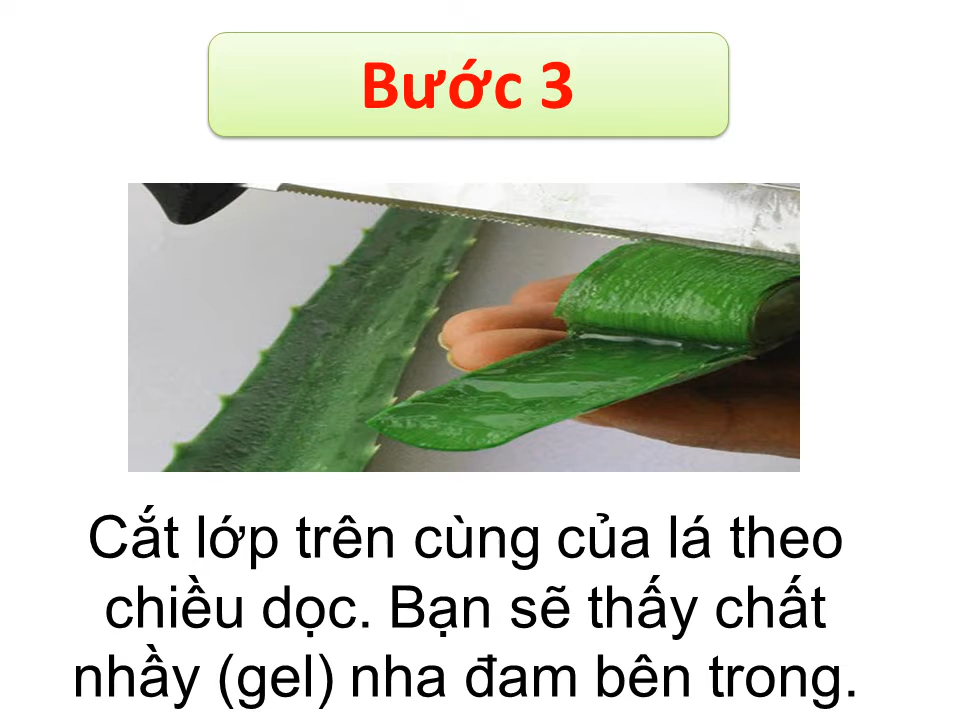 Bước 3
Cắt lớp trên cùng của lá theo
chiều dọc. Bạn sẽ thấy chất
nhầy (gel) nha đam bên trong.